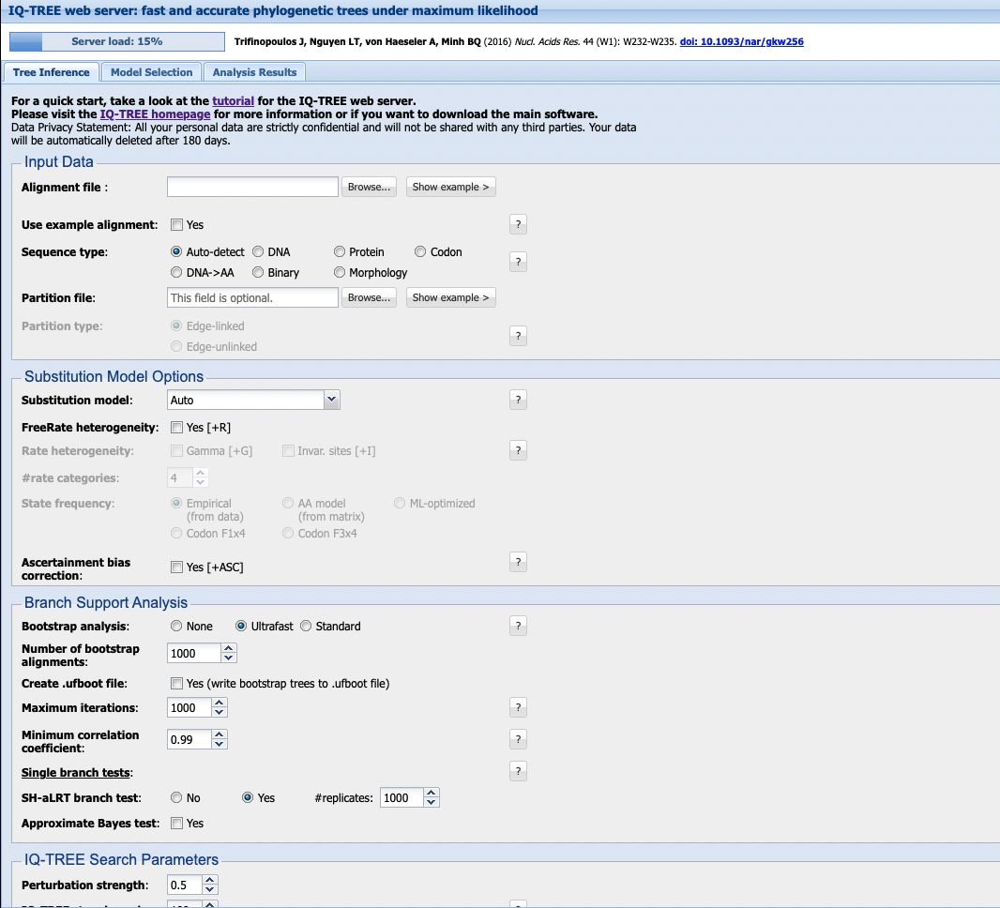 IQ-TREE web server: fast and accurate phylogenetic trees under maximum likelihood
Server load: 15% Trifinopoulos J, Nguyen LT, von Haeseler A, Minh BQ (2016) Nucl. Acids Res. 44 (W1): W232-W235. doi: 10.1093/nar/gkw256
Tree Inference Model Selection Analysis Results
For a quick start, take a look at the tutorial for the IQ-TREE web server.
Please visit the IQ-TREE homepage for more information or if you want to download the main software.
Data Privacy Statement: All your personal data are strictly confidential and will not be shared with any third parties. Your data
will be automatically deleted after 180 days.
Input Data
Alignment file : Browse... Show example >
Use example alignment: Yes ?
Sequence type: Auto-detect DNA Protein Codon ?
DNA->AA Binary Morphology
Partition file: This field is optional. Browse... Show example >
Partition type: Edge-linked ?
Edge-unlinked
Substitution Model Options
Substitution model: Auto ?
FreeRate heterogeneity: Yes [+R]
Rate heterogeneity: Gamma [+G] Invar. sites [+I] ?
#rate categories: 4
State frequency: Empirical AA model ML-optimized
(from data) (from matrix)
Codon F1x4 Codon F3x4
Ascertainment bias
correction: Yes [+ASC] ?
Branch Support Analysis
Bootstrap analysis: None Ultrafast Standard ?
Number of bootstrap
alignments: 1000
Create .ufboot file: Yes (write bootstrap trees to .ufboot file)
Maximum iterations: 1000 ?
Minimum correlation
coefficient: 0.99 ?
Single branch tests: ?
SH-aLRT branch test: No Yes #replicates: 1000
Approximate Bayes test: Yes
IQ-TREE Search Parameters
Perturbation strength: 0.5